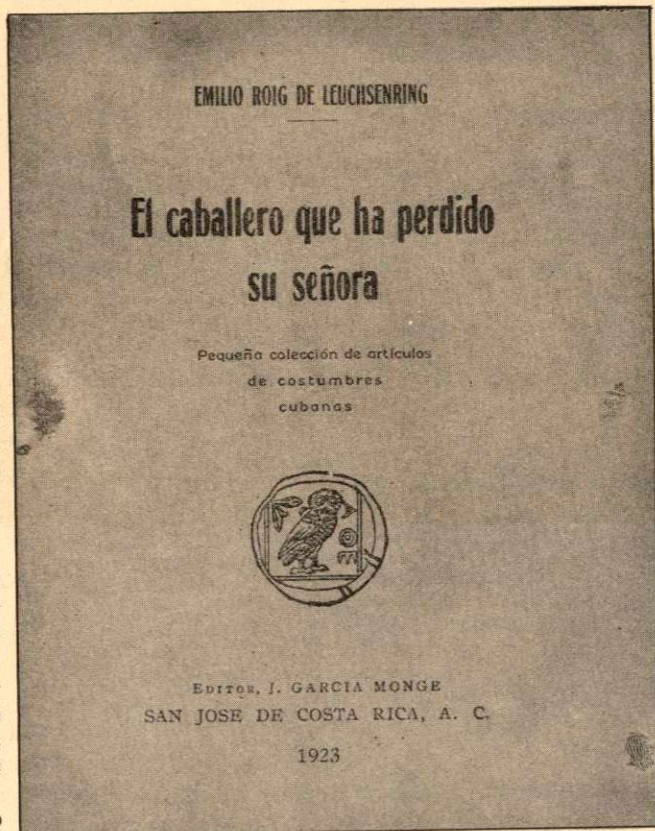 EMILIO ROIG DE LEUCHSENRING
El caballero que ha perdido
su señora
Pequeña colección de artículos
de costumbres
cubanas
EDITOR, J. GARCIA MONGE
SAN JOSE DE COSTA RICA, A. C.
1923